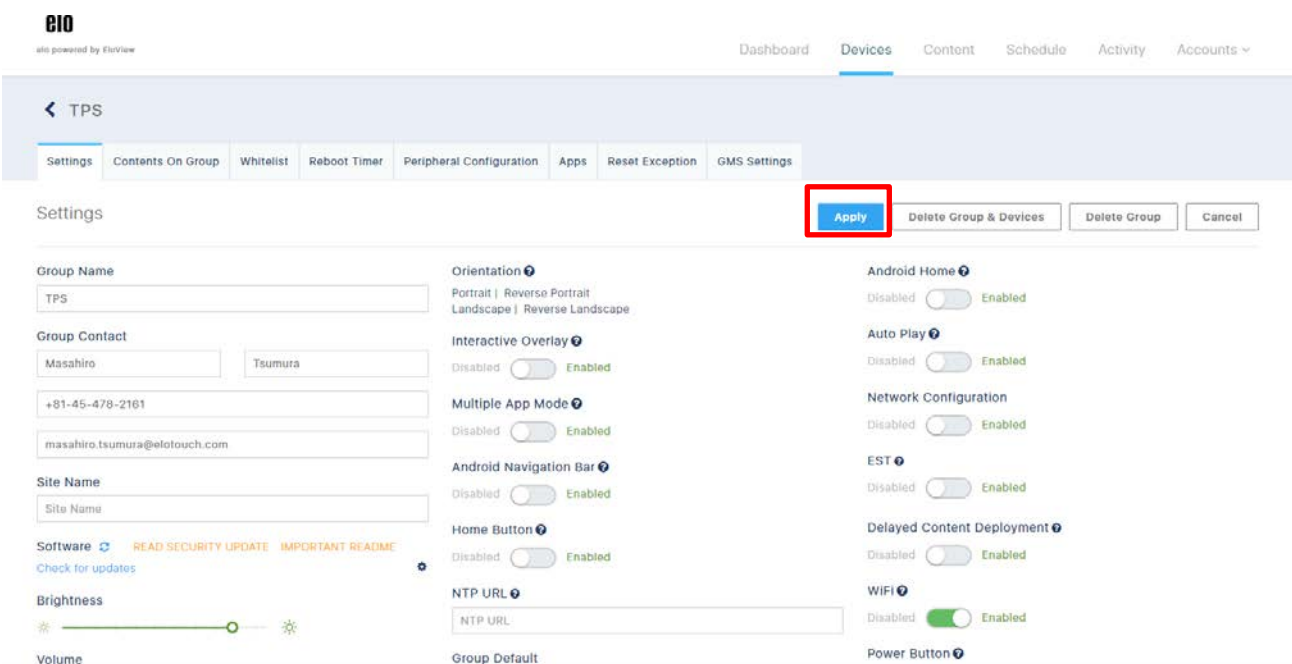 elo
elo powered by EloView
Dashboard Devices Content Schedule Activity Accounts
TPS
Settings Contents On Group Whitelist Reboot Timer Peripheral Configuration Apps Reset Exception GMS Settings
Settings
Apply Delete Group & Devices Delete Group Cancel
Group Name
TPS
Group Contact
Masahiro Tsumura
+81-45-478-2161
masahiro.tsumura@elotouch.com
Site Name
Site Name
Software READ SECURITY UPDATE IMPORTANT README
Check for updates
Brightness
Volume
Orientation
Portrait | Reverse Portrait
Landscape | Reverse Landscape
Interactive Overlay
Disabled Enabled
Multiple App Mode
Disabled Enabled
Android Navigation Bar
Disabled Enabled
Home Button
Disabled Enabled
NTP URL
NTP URL
Group Default
Android Home
Disabled Enabled
Auto Play
Disabled Enabled
Network Configuration
Disabled Enabled
EST
Disabled Enabled
Delayed Content Deployment
Disabled Enabled
WiFi
Disabled Enabled
Power Button